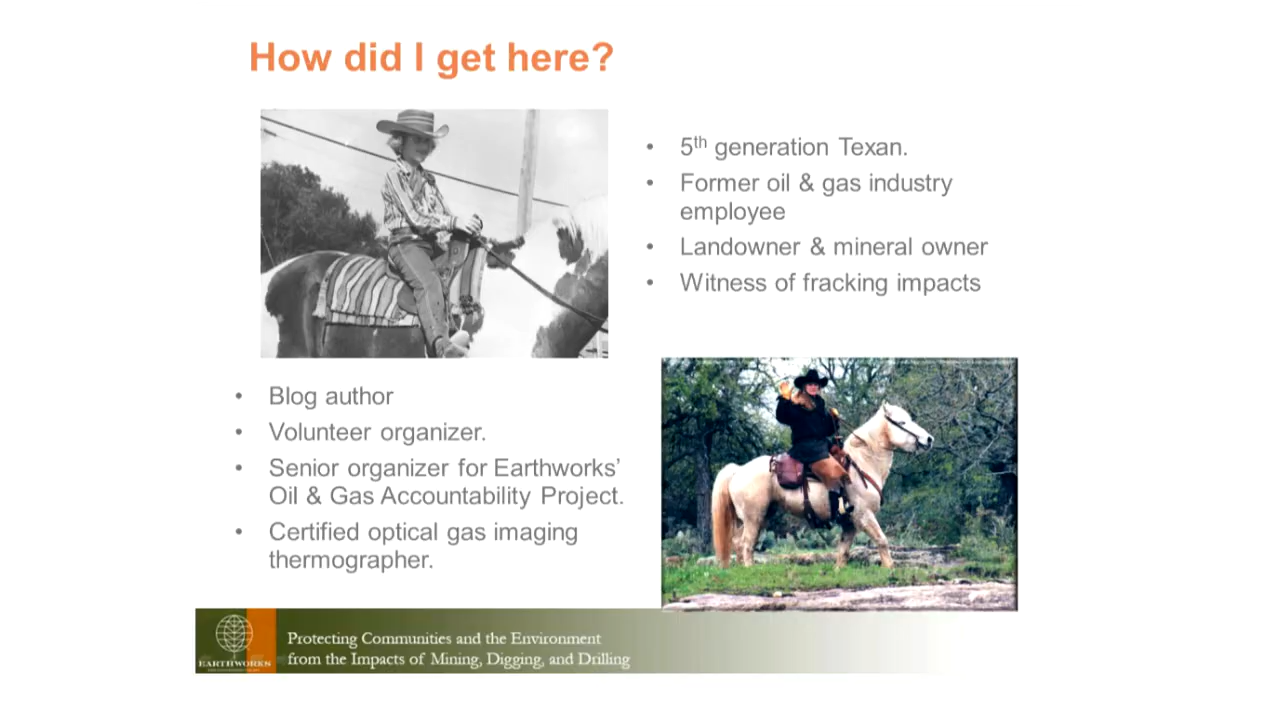 How did I get here?
• 5th generation Texan.
• Former oil & gas industry
employee
• Landowner & mineral owner
• Witness of fracking impacts
• Blog author
• Volunteer organizer.
• Senior organizer for Earthworks’
Oil & Gas Accountability Project.
• Certified optical gas imaging
thermographer.
EARTHWORKS
Protecting Communities and the Environment
from the Impacts of Mining, Digging, and Drilling